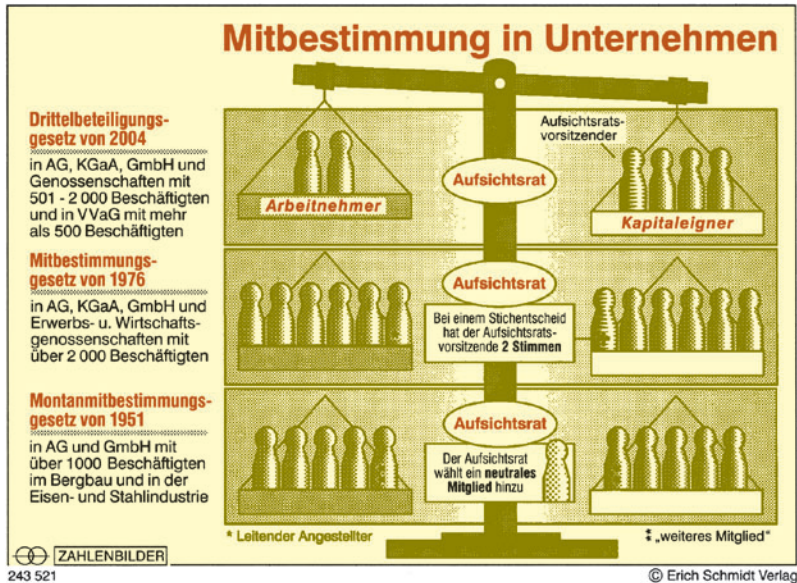 Mitbestimmung in Unternehmen
Drittelbeteiligungs-
gesetz von 2004
in AG, KGaA, GmbH und
Genossenschaften mit
501 - 2 000 Beschäftigten
und in VVaG mit mehr
als 500 Beschäftigten
Arbeitnehmer
Aufsichtsrat
Aufsichtsrats-
vorsitzender
Kapitaleigner
Mitbestimmungs-
gesetz von 1976
in AG, KGaA, GmbH und
Erwerbs- u. Wirtschafts-
genossenschaften mit
über 2 000 Beschäftigten
Aufsichtsrat
Bei einem Stichentscheid
hat der Aufsichtsrats-
vorsitzende 2 Stimmen
Montanmitbestimmungs-
gesetz von 1951
in AG und GmbH mit
über 1000 Beschäftigten
im Bergbau und in der
Eisen- und Stahlindustrie
Aufsichtsrat
Der Aufsichtsrat
wählt ein neutrales
Mitglied hinzu
* Leitender Angestellter
** „weiteres Mitglied"
ZAHLENBILDER
243 521
© Erich Schmidt Verlag